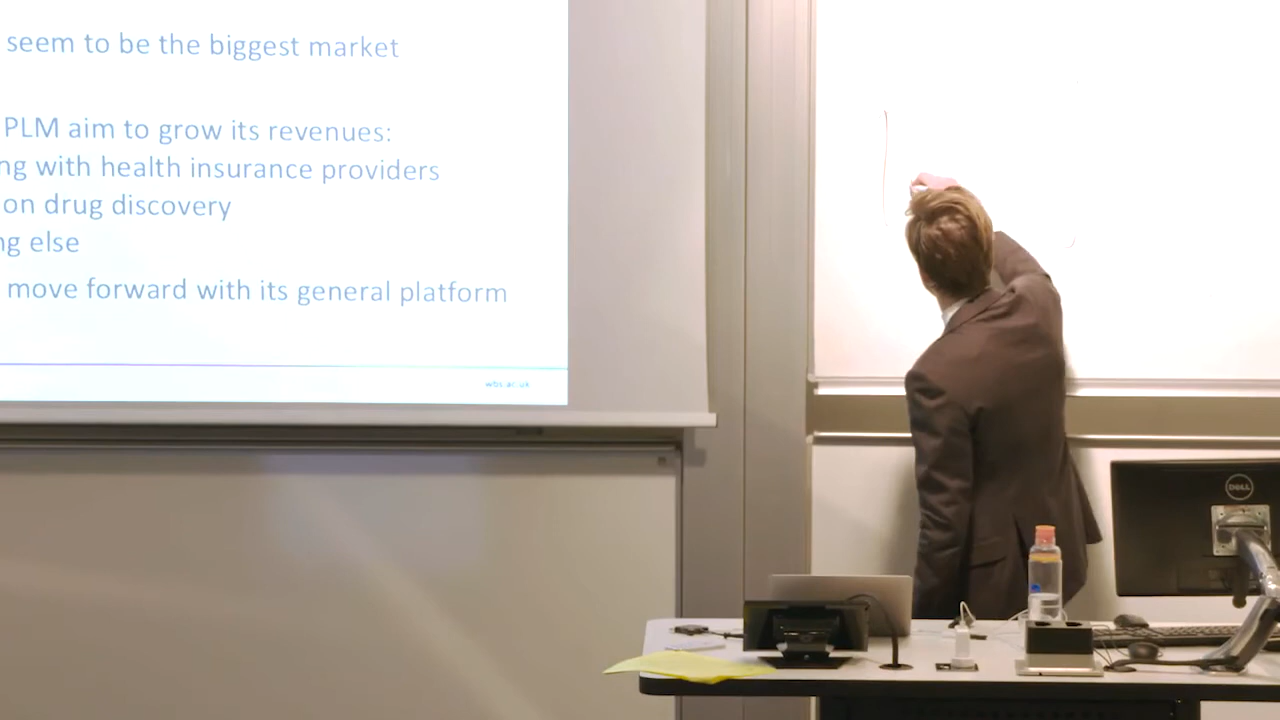 seem to be the biggest market
PLM aim to grow its revenues:
ng with health insurance providers
on drug discovery
ng else
move forward with its general platform
wbs.ac.uk
DELL